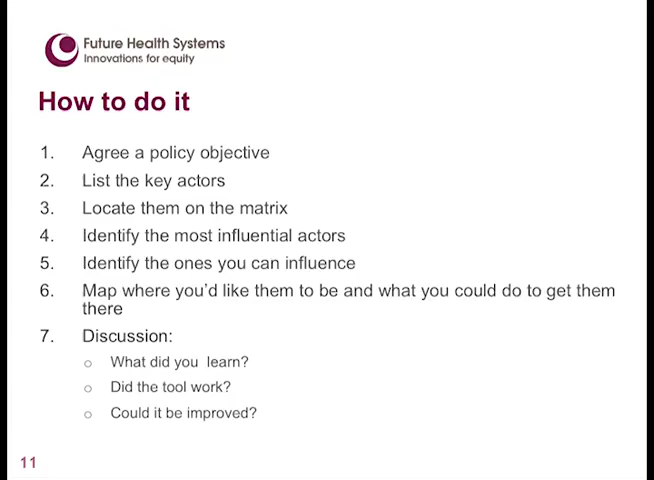 Future Health Systems
Innovations for equity
How to do it
1. Agree a policy objective
2. List the key actors
3. Locate them on the matrix
4. Identify the most influential actors
5. Identify the ones you can influence
6. Map where you'd like them to be and what you could do to get them
there
7. Discussion:
o What did you learn?
o Did the tool work?
o Could it be improved?
11